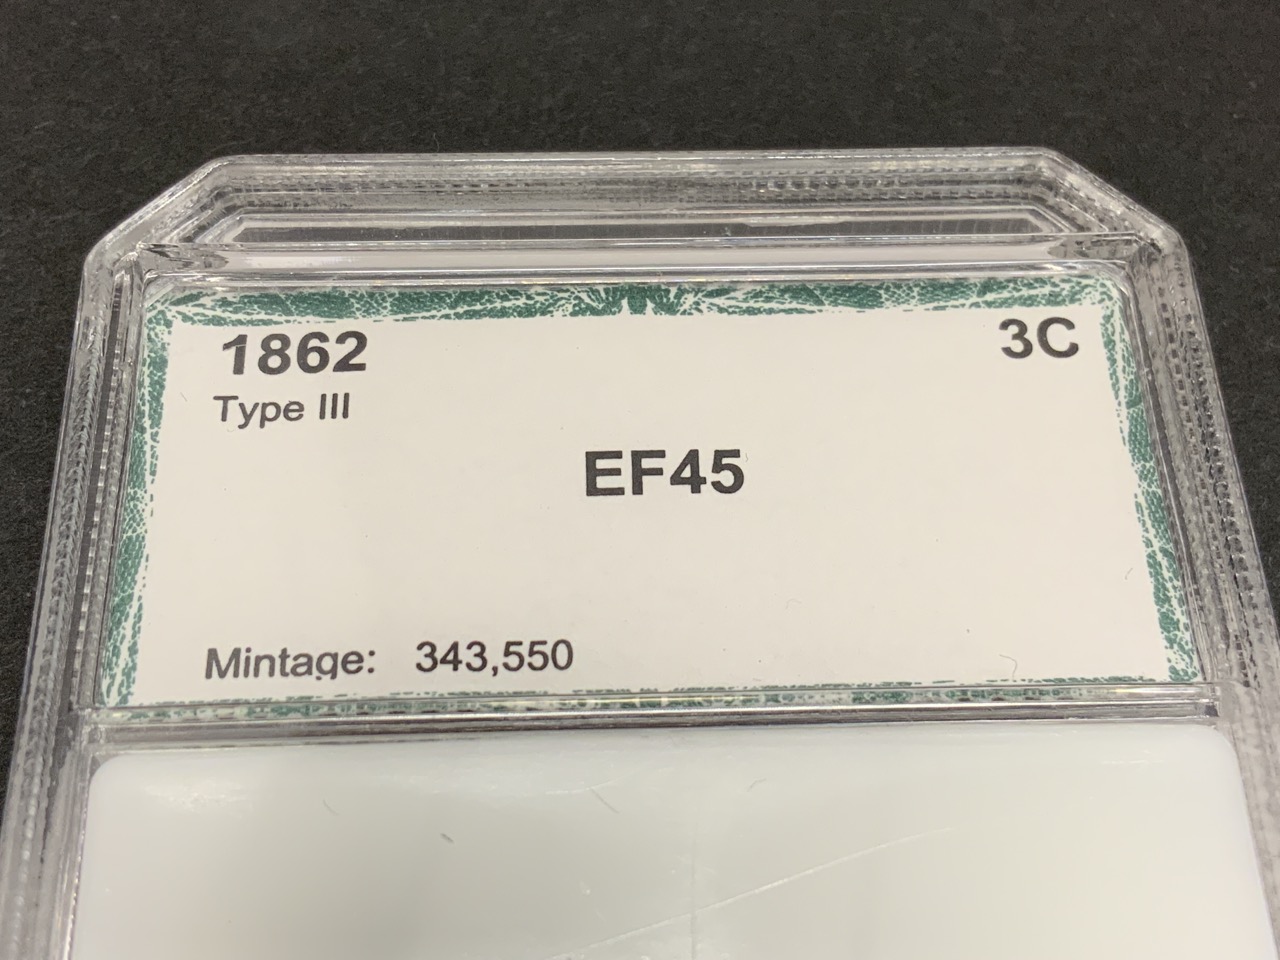 1862 3C
Type III
EF45
Mintage: 343,550